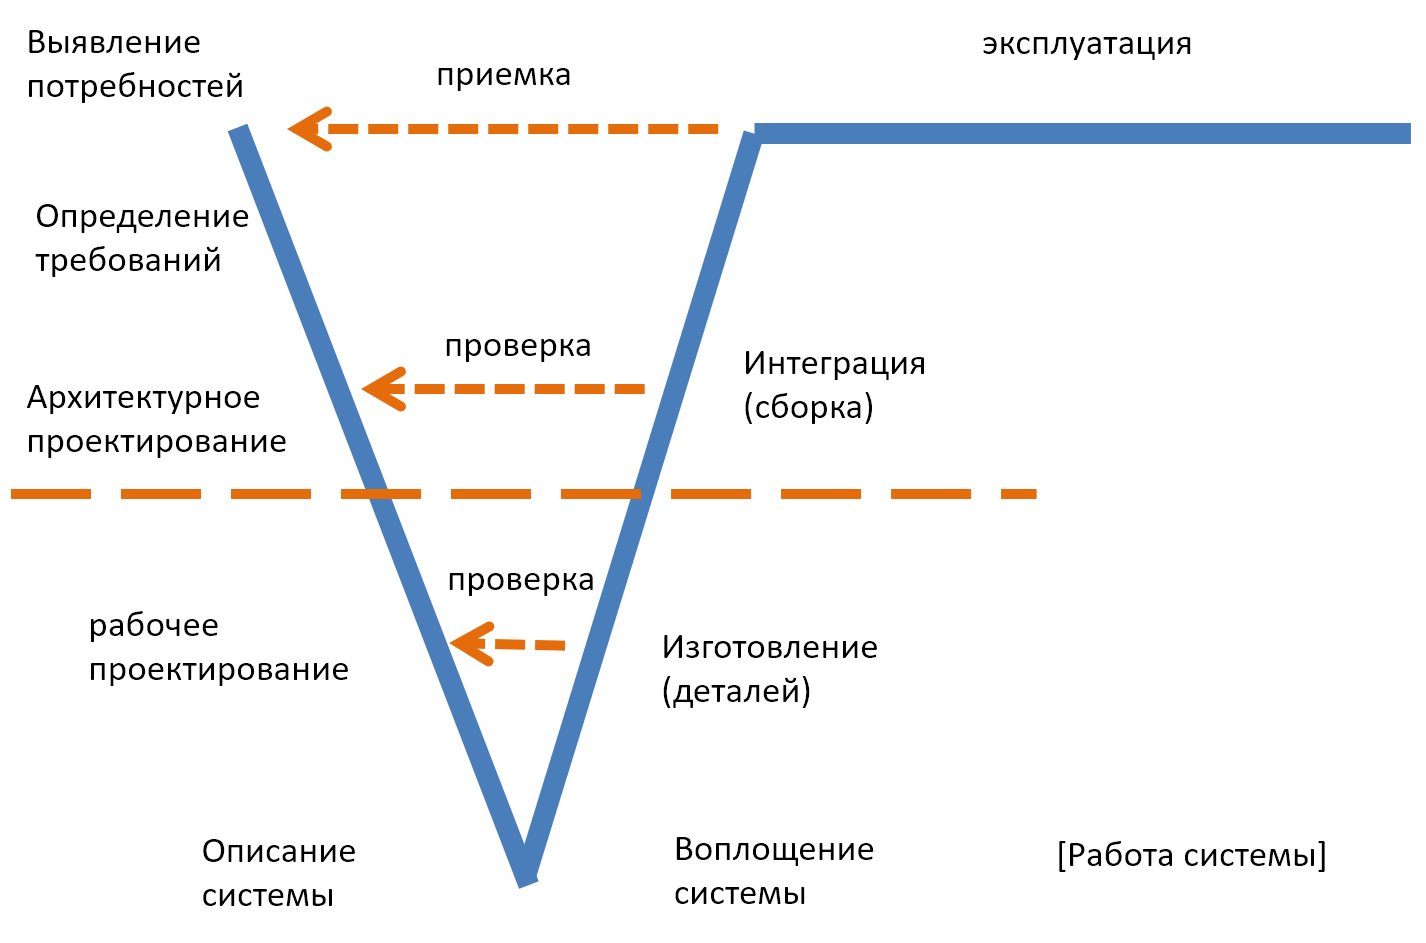 Выявление
потребностей
приемка
эксплуатация
Определение
требований
проверка
Интеграция
(сборка)
Архитектурное
проектирование
проверка
рабочее
проектирование
Изготовление
(деталей)
Описание
системы
Воплощение
системы
[Работа системы]